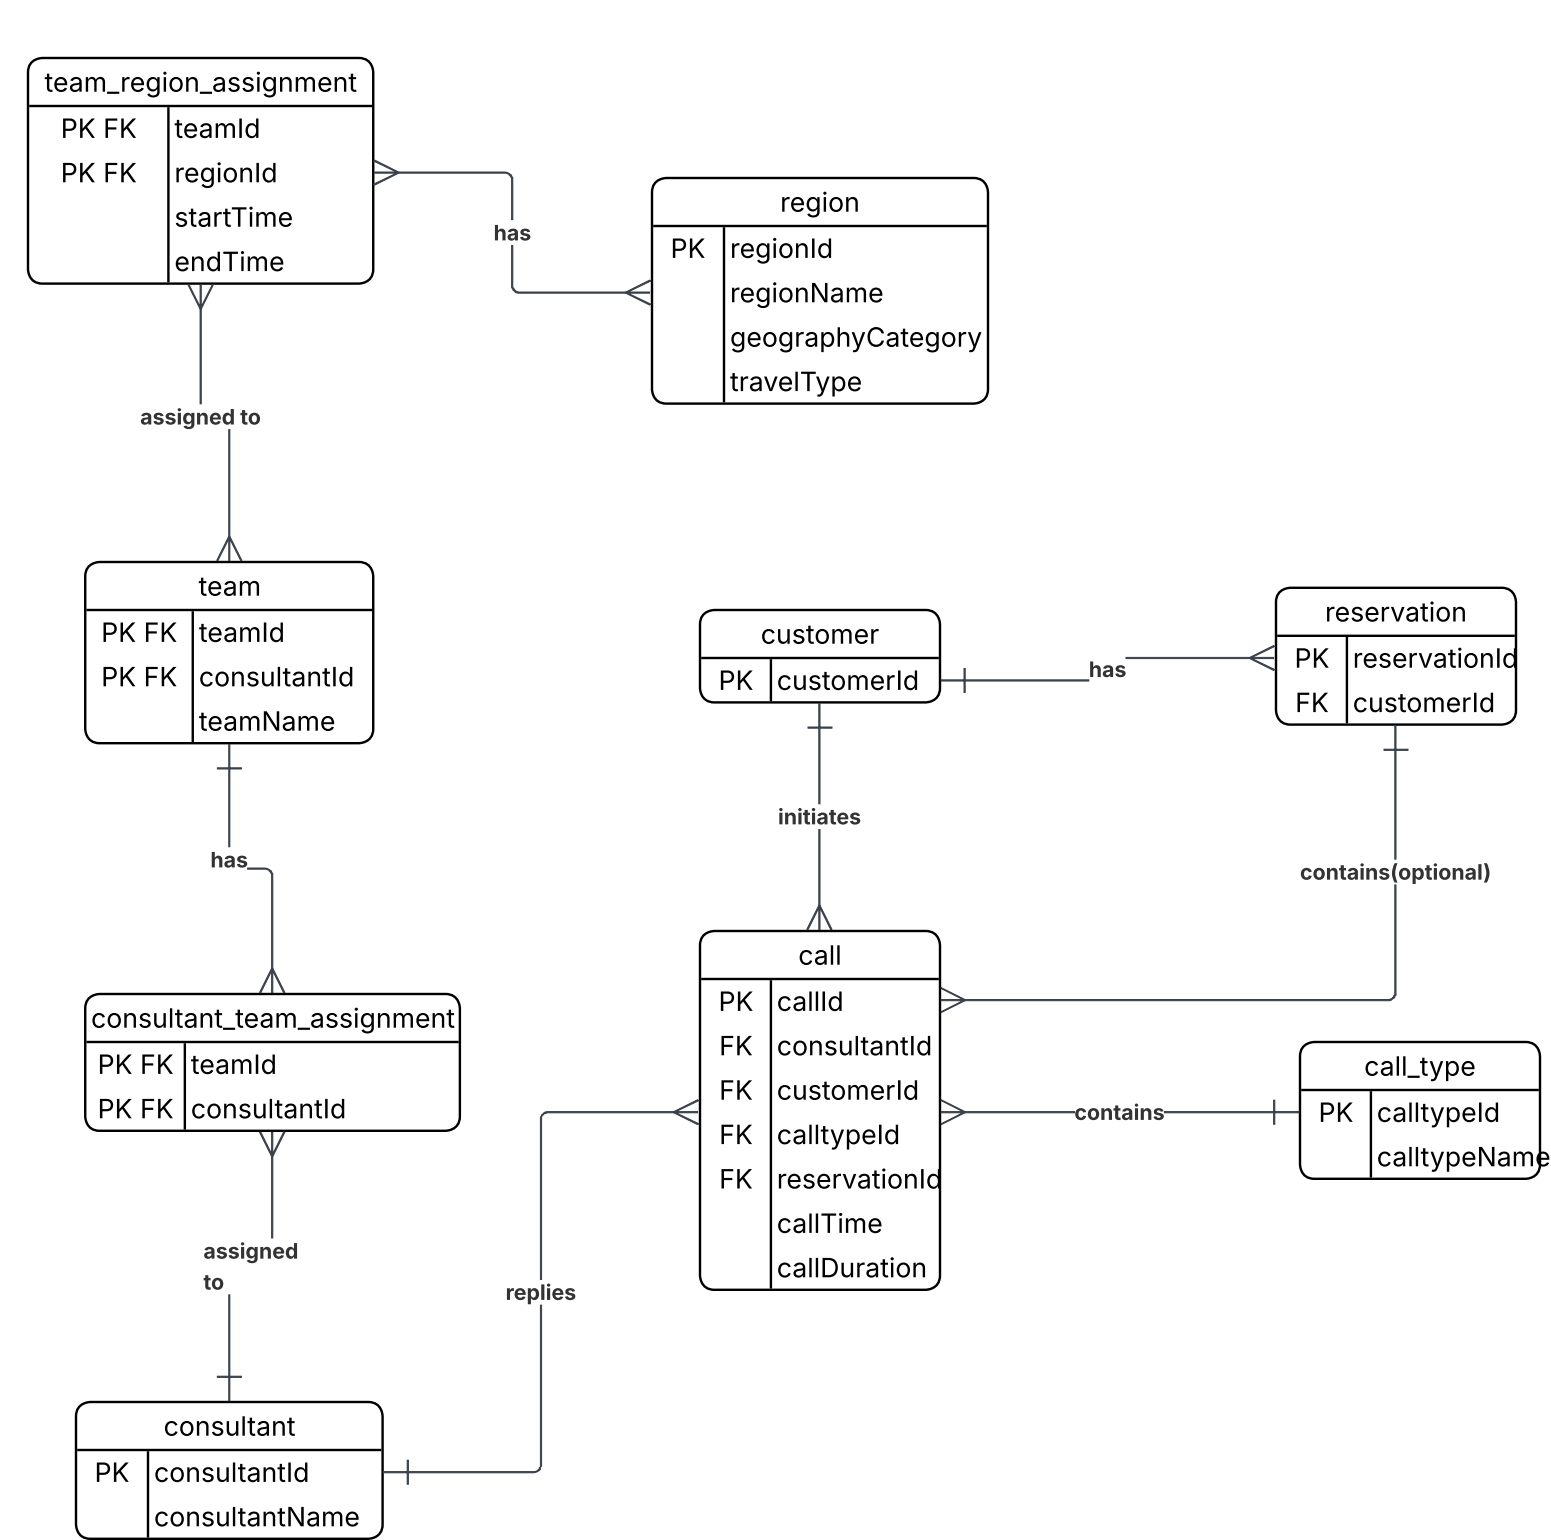 team_region_assignment
PK FK teamId
PK FK regionId
startTime
endTime
has
region
PK regionId
regionName
geographyCategory
travelType
assigned to
team
PK FK teamId
PK FK consultantId
teamName
customer
PK customerId
has
reservation
PK reservationId
FK customerId
initiates
has
contains(optional)
call
PK callId
FK consultantId
FK customerId
FK calltypeId
FK reservationId
callTime
callDuration
consultant_team_assignment
PK FK teamId
PK FK consultantId
contains
call_type
PK calltypeId
calltypeName
assigned
to
replies
consultant
PK consultantId
consultantName